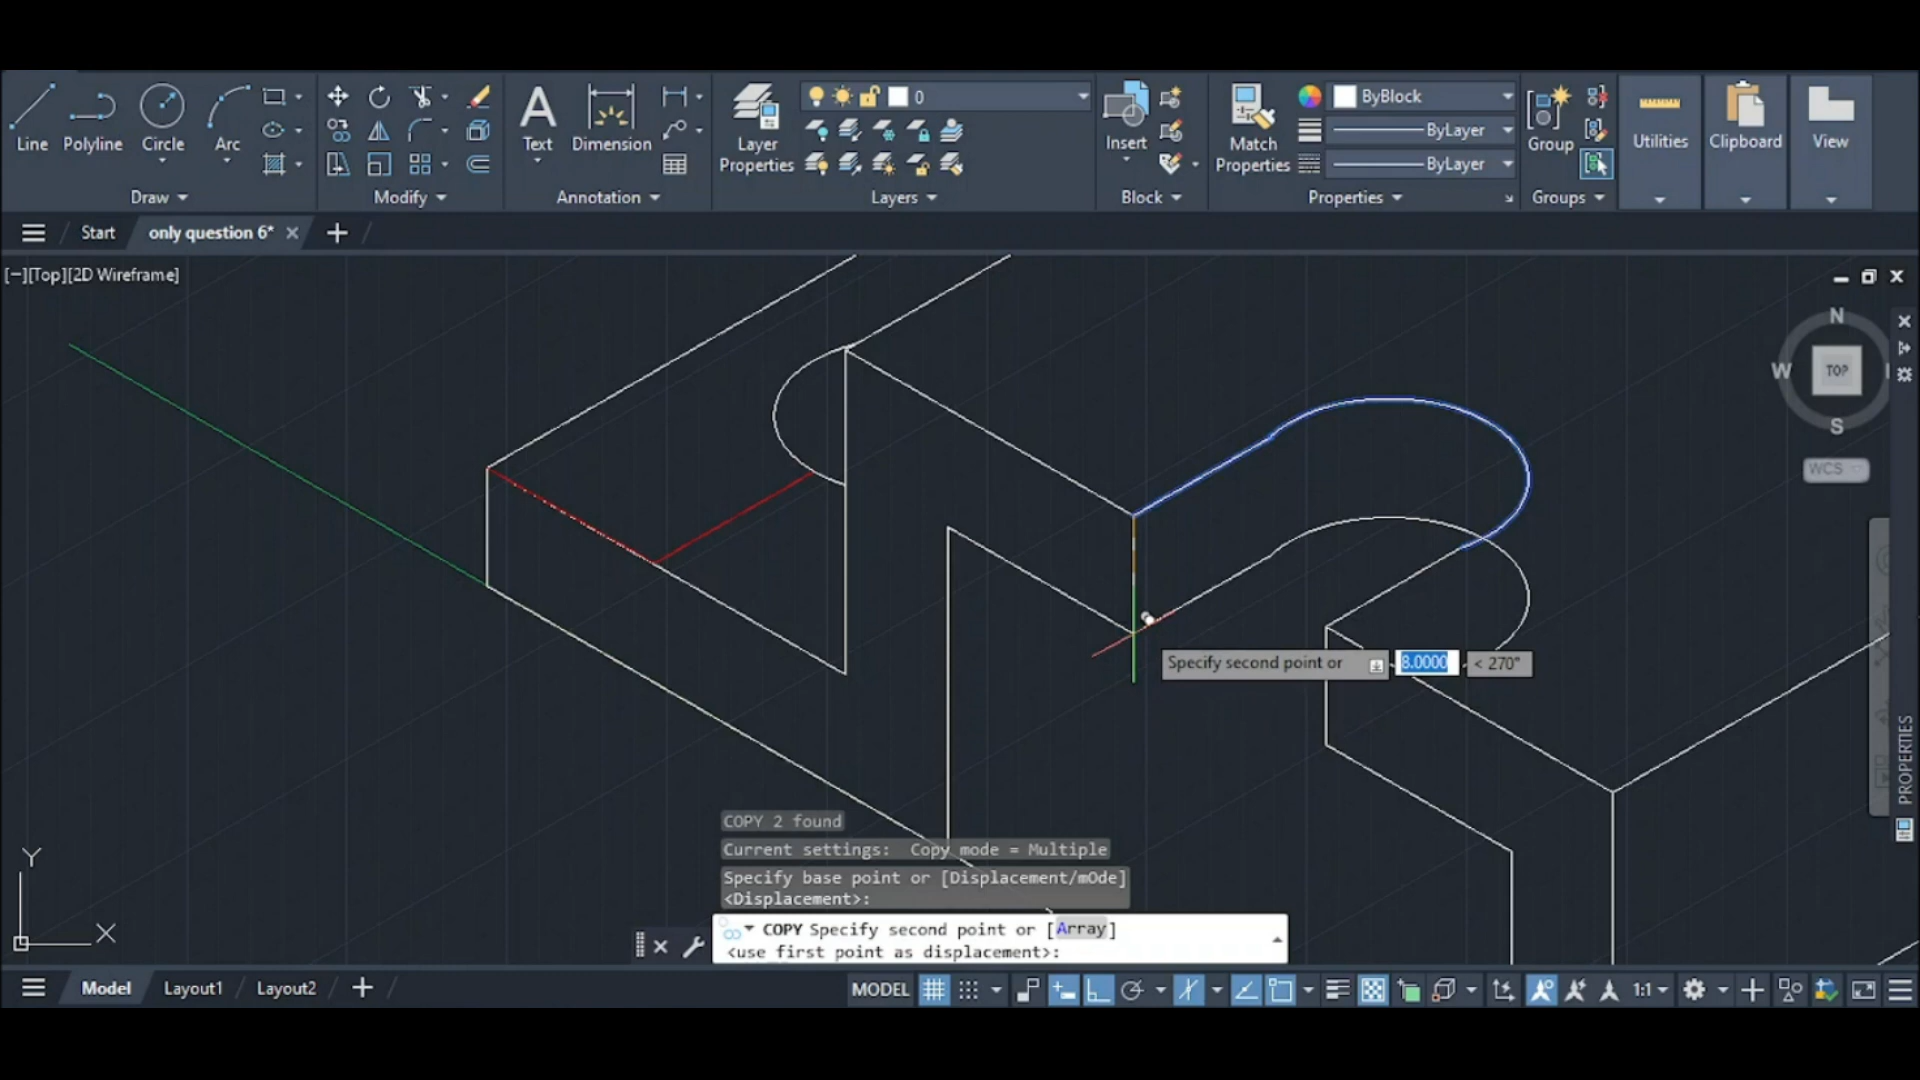 Line
Polyline
Circle
Arc
Draw
Modify
Text
Dimension
Annotation
Layer
Properties
0
Layers
Insert
Block
Match
Properties
ByBlock
ByLayer
ByLayer
Properties
Group
Groups
Utilities
Clipboard
View
Start
only question 6*
[−][Top][2D Wireframe]
N
W
TOP
S
WCS
Specify second point or
8.0000
< 270°
PROPERTIES
COPY 2 found
Current settings:  Copy mode = Multiple
Specify base point or [Displacement/mOde]
<Displacement>:
COPY Specify second point or [Array]
<use first point as displacement>:
Y
X
Model
Layout1
Layout2
MODEL
1:1